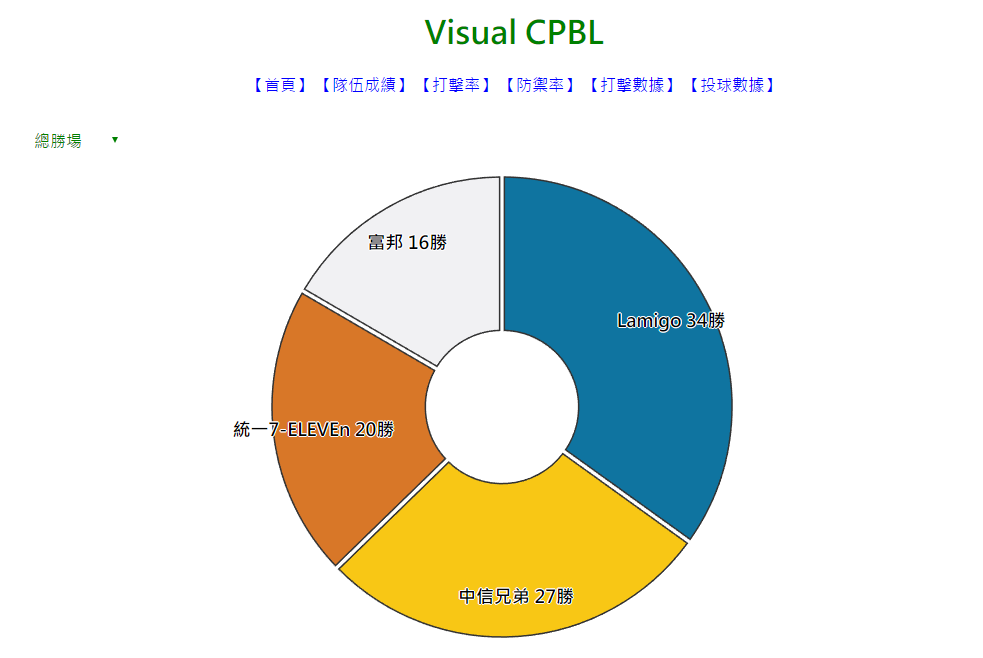 Visual CPBL
【首頁】【隊伍成績】【打擊率】【防禦率】【打擊數據】【投球數據】
總勝場 ▼
富邦 16勝
Lamigo 34勝
統一7-ELEVEn 20勝
中信兄弟 27勝